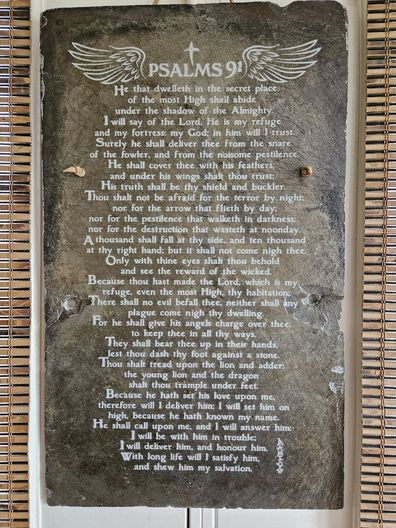 PSALMS 91
He that dwelleth in the secret place
of the most High shall abide
under the shadow of the Almighty.
I will say of the Lord, He is my refuge
and my fortress: my God; in him will I trust.
Surely he shall deliver thee from the snare
of the fowler, and from the noisome pestilence.
He shall cover thee with his feathers,
and under his wings shalt thou trust:
His truth shall be thy shield and buckler.
Thou shalt not be afraid for the terror by night;
nor for the arrow that flieth by day;
nor for the pestilence that walketh in darkness;
nor for the destruction that wasteth at noonday.
A thousand shall fall at thy side, and ten thousand
at thy right hand; but it shall not come nigh thee.
Only with thine eyes shalt thou behold
and see the reward of the wicked.
Because thou hast made the Lord, which is my
refuge, even the most High, thy habitation;
There shall no evil befall thee, neither shall any
plague come nigh thy dwelling.
For he shall give his angels charge over thee,
to keep thee in all thy ways.
They shall bear thee up in their hands,
lest thou dash thy foot against a stone.
Thou shalt tread upon the lion and adder:
the young lion and the dragon
shalt thou trample under feet.
Because he hath set his love upon me,
therefore will I deliver him: I will set him on
high, because he hath known my name.
He shall call upon me, and I will answer him:
I will be with him in trouble;
I will deliver him, and honour him.
With long life will I satisfy him,
and shew him my salvation.